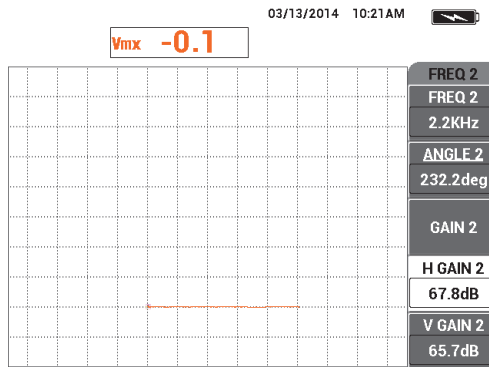 03/13/2014 10:21AM
Vmx -0.1
FREQ 2
FREQ 2
2.2KHz
ANGLE 2
232.2deg
GAIN 2
H GAIN 2
67.8dB
V GAIN 2
65.7dB